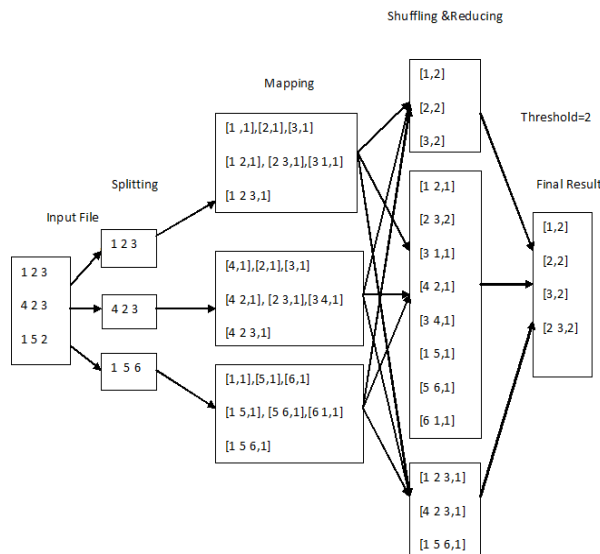 Shuffling &Reducing
Mapping
Threshold=2
Splitting
Final Result
Input File
1 2 3
4 2 3
1 5 2
1 2 3
4 2 3
1 5 6
[1 ,1],[2,1],[3,1]
[1 2,1], [2 3,1],[3 1,1]
[1 2 3,1]
[4,1],[2,1],[3,1]
[4 2,1], [2 3,1],[3 4,1]
[4 2 3,1]
[1,1],[5,1],[6,1]
[1 5,1], [5 6,1],[6 1,1]
[1 5 6,1]
[1,2]
[2,2]
[3,2]
[1 2,1]
[2 3,2]
[3 1,1]
[4 2,1]
[3 4,1]
[1 5,1]
[5 6,1]
[6 1,1]
[1 2 3,1]
[4 2 3,1]
[1 5 6,1]
[1,2]
[2,2]
[3,2]
[2 3,2]